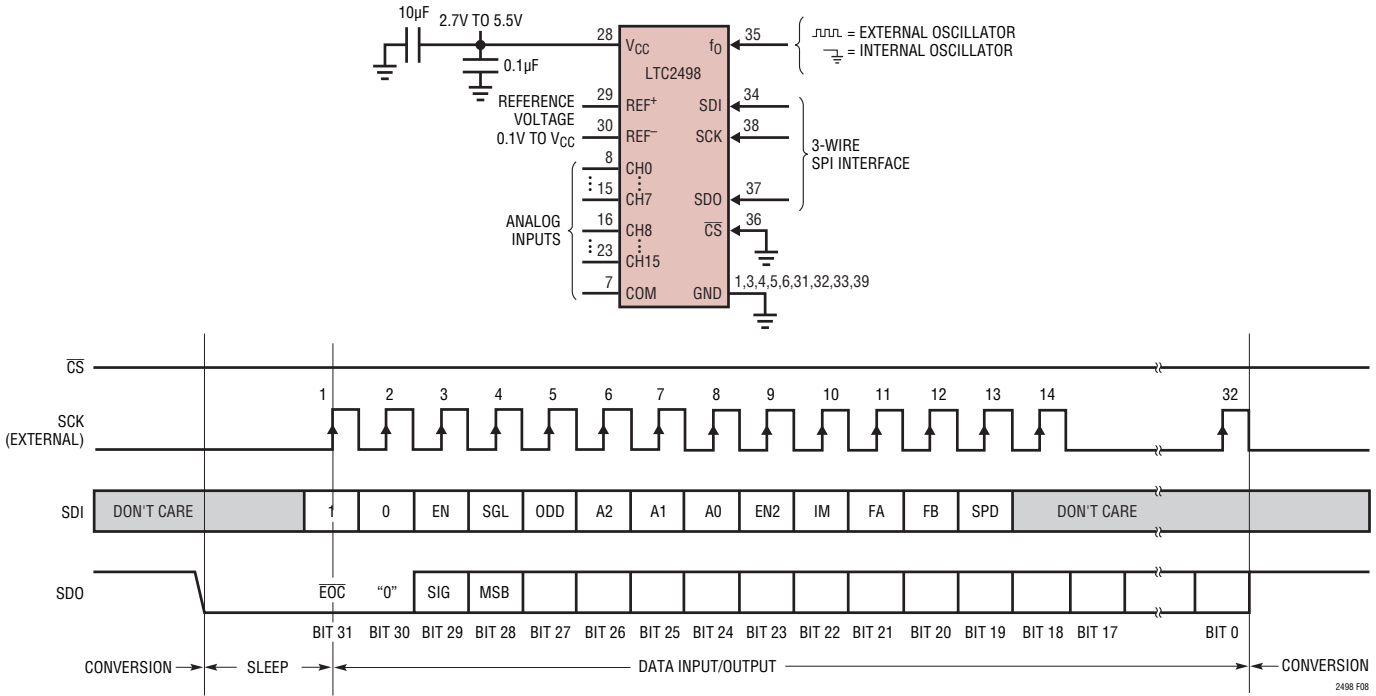 10µF
2.7V TO 5.5V
0.1µF
28
VCC
fO
35
= EXTERNAL OSCILLATOR
= INTERNAL OSCILLATOR
LTC2498
REFERENCE
VOLTAGE
0.1V TO VCC
29
REF+
30
REF–
SDI
34
SCK
38
3-WIRE
SPI INTERFACE
SDO
37
CS
36
ANALOG
INPUTS
8
CH0
15
CH7
16
CH8
23
CH15
7
COM
GND
1,3,4,5,6,31,32,33,39
CS
SCK
(EXTERNAL)
1 2 3 4 5 6 7 8 9 10 11 12 13 14 32
SDI
DON'T CARE 1 0 EN SGL ODD A2 A1 A0 EN2 IM FA FB SPD DON'T CARE
SDO
EOC "0" SIG MSB
BIT 31 BIT 30 BIT 29 BIT 28 BIT 27 BIT 26 BIT 25 BIT 24 BIT 23 BIT 22 BIT 21 BIT 20 BIT 19 BIT 18 BIT 17 BIT 0
CONVERSION SLEEP DATA INPUT/OUTPUT CONVERSION
2498 F08